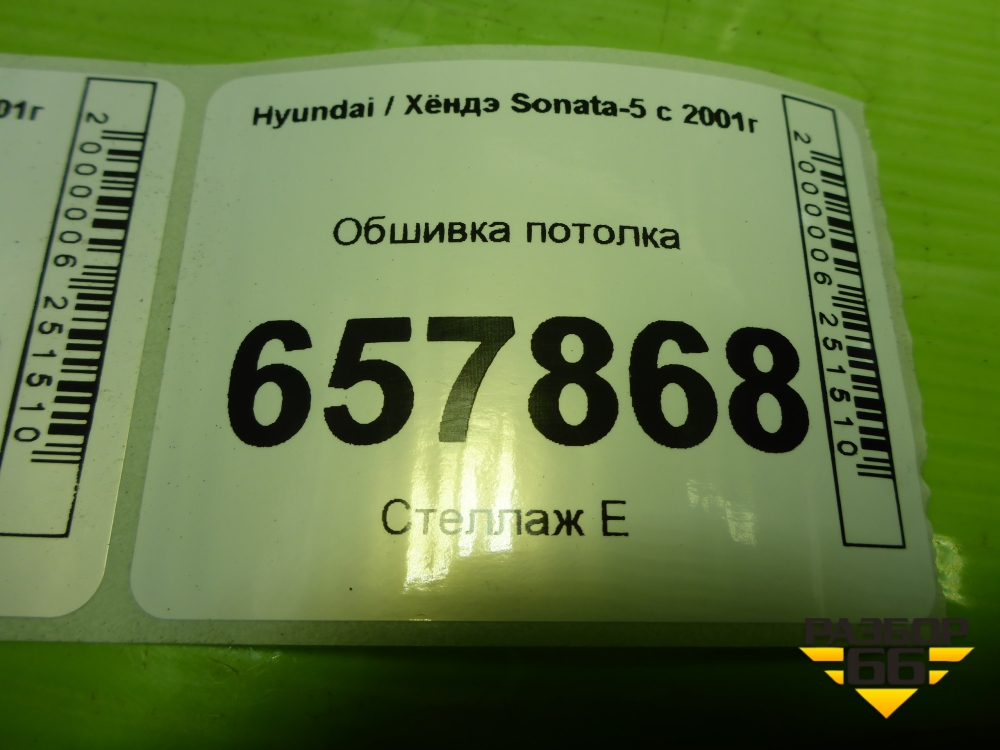 01г
2000006251510
Hyundai / Хёндэ Sonata-5 с 2001г
Обшивка потолка
657868
Стеллаж E
2000006251510
РАЗБОР
66